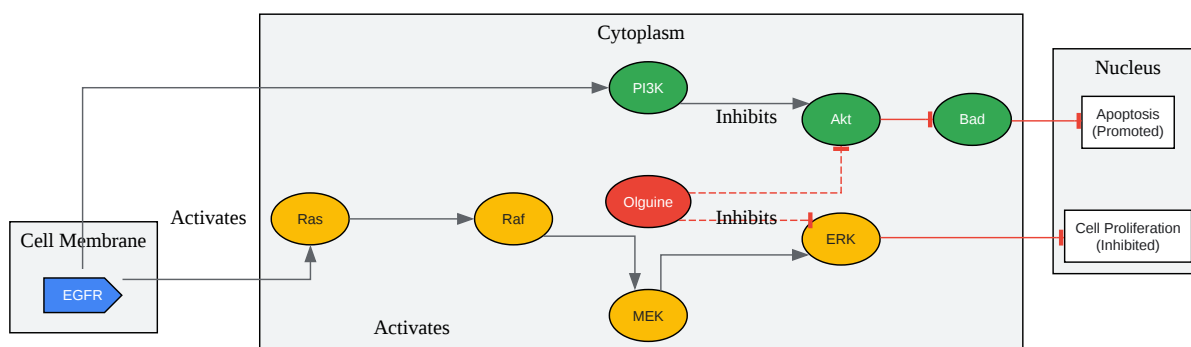 Cytoplasm
Nucleus
PI3K
Inhibits
Akt
Bad
Apoptosis
(Promoted)
Olguine
Activates
Ras
Raf
Inhibits
ERK
Cell Proliferation
(Inhibited)
Cell Membrane
EGFR
MEK
Activates